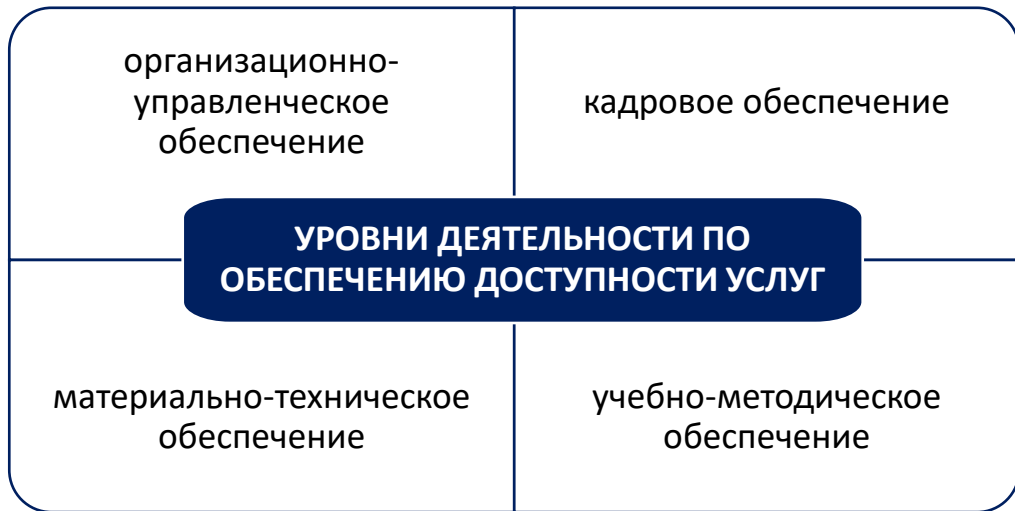 организационно-
управленческое
обеспечение
кадровое обеспечение
УРОВНИ ДЕЯТЕЛЬНОСТИ ПО
ОБЕСПЕЧЕНИЮ ДОСТУПНОСТИ УСЛУГ
материально-техническое
обеспечение
учебно-методическое
обеспечение